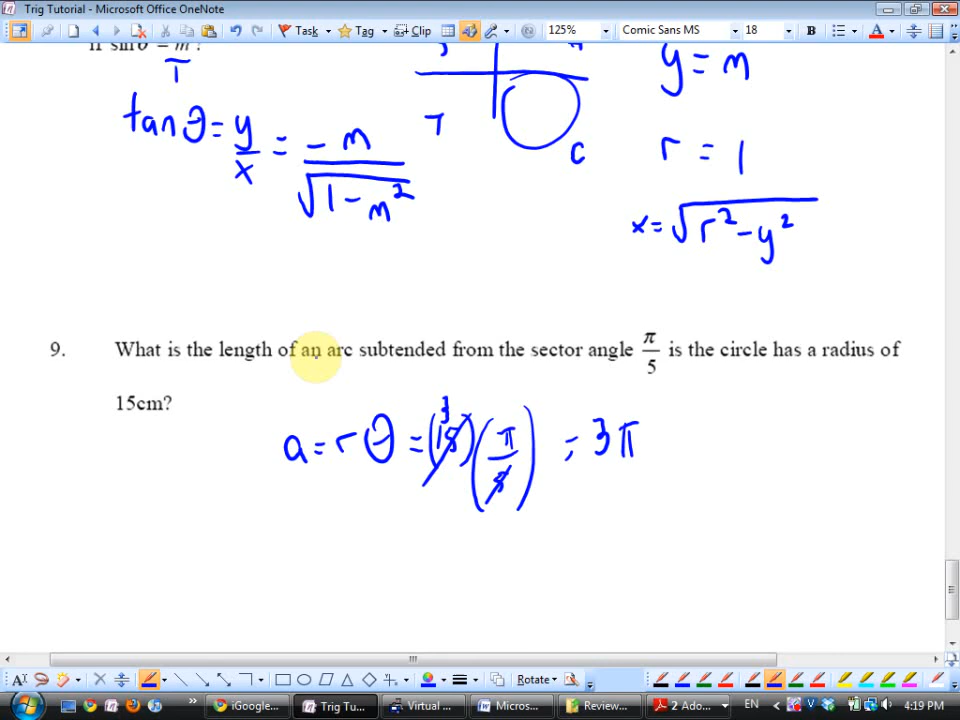 Trig Tutorial - Microsoft Office OneNote
Task Tag Clip 125% Comic Sans MS 18 B A
y = m
T
tan θ = y/x = -m/√(1-m²)
T
C
r = 1
x = √(r²-y²)
9. What is the length of an arc subtended from the sector angle π/5 is the circle has a radius of
15cm?
a = rθ = (15) 3 (π/5) = 3π
Rotate
iGoogle... Trig Tu... Virtual ... Micros... Review... 2 Ado... EN 4:19 PM